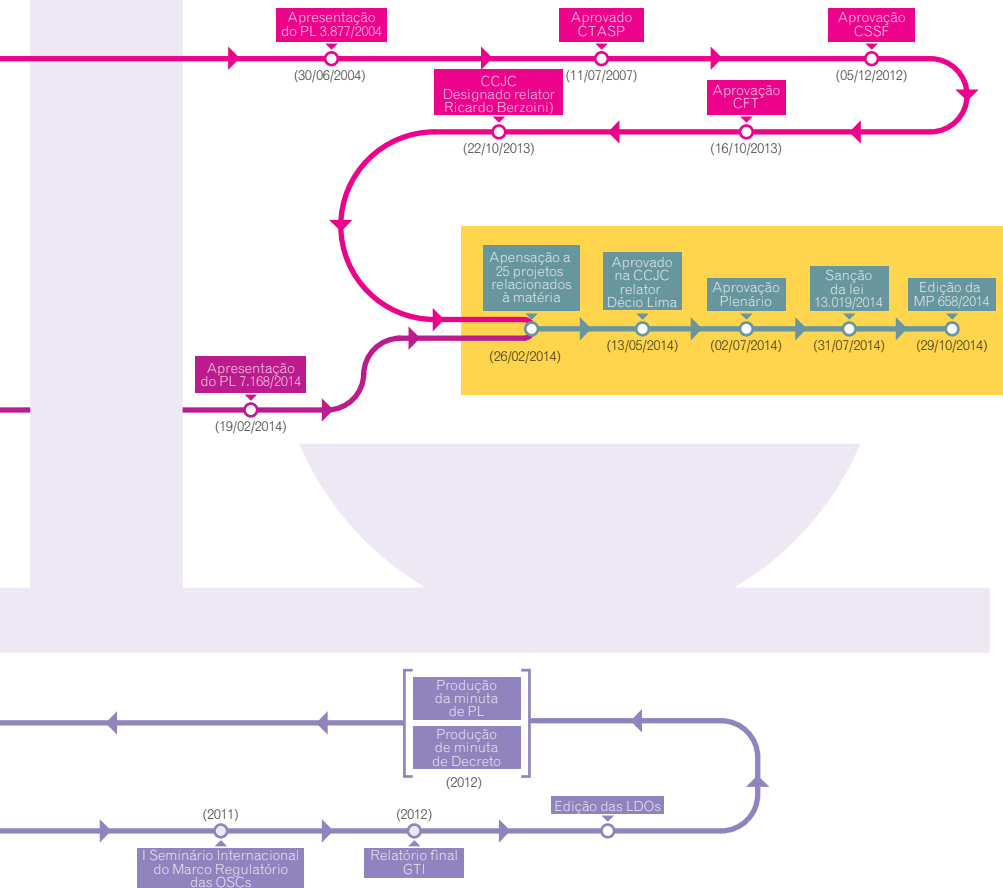 Apresentação
do PL 3.877/2004
(30/06/2004)
Aprovado
CTASP
(11/07/2007)
Aprovação
CSSF
(05/12/2012)
CCJC
Designado relator
Ricardo Berzoini)
(22/10/2013)
Aprovação
CFT
(16/10/2013)
Apensação a
25 projetos
relacionados
à matéria
(26/02/2014)
Aprovado
na CCJC
relator
Décio Lima
(13/05/2014)
Aprovação
Plenário
(02/07/2014)
Sanção
da lei
13.019/2014
(31/07/2014)
Edição da
MP 658/2014
(29/10/2014)
Apresentação
do PL 7.168/2014
(19/02/2014)
Produção
da minuta
de PL
Produção
de minuta
de Decreto
(2012)
(2011)
I Seminário Internacional
do Marco Regulatório
das OSCs
(2012)
Relatório final
GTI
Edição das LDOs